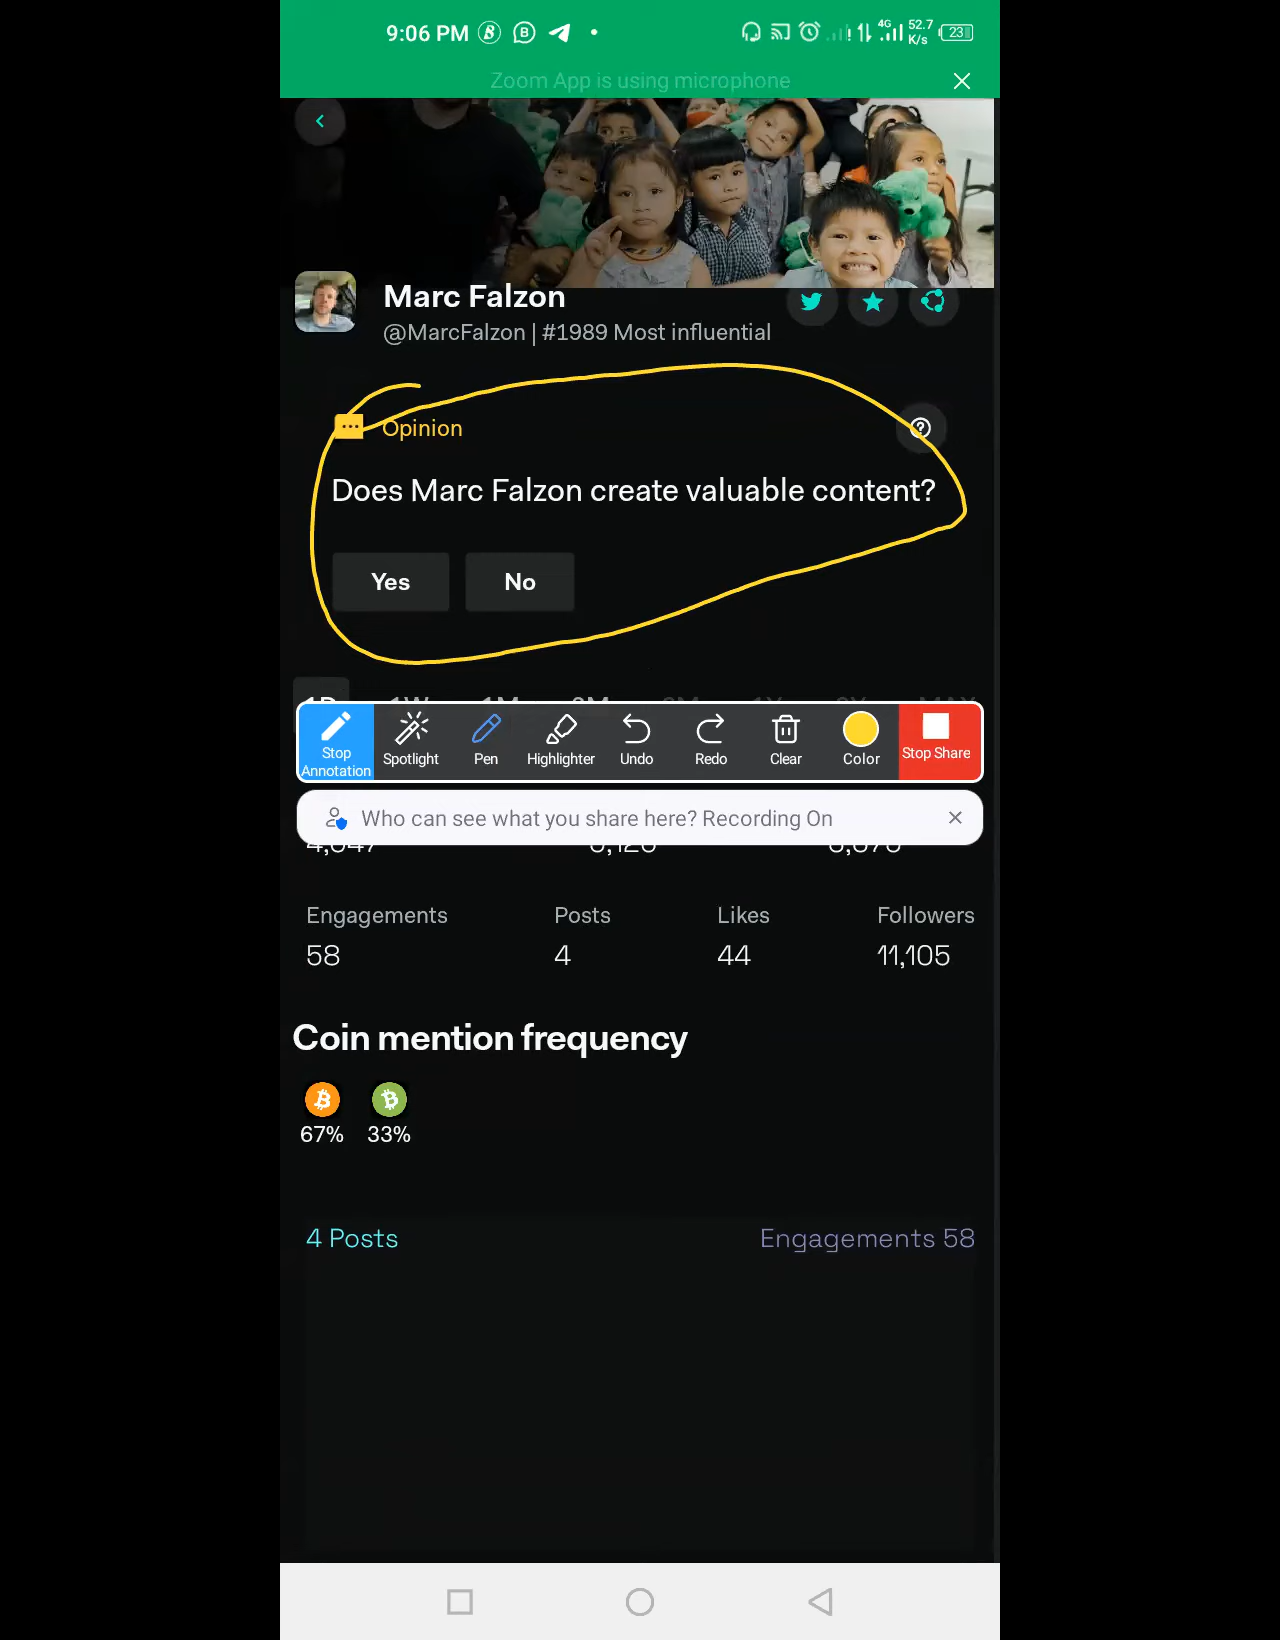 9:06 PM
4G 52.7 K/s 23
Zoom App is using microphone
Marc Falzon
@MarcFalzon | #1989 Most influential
Opinion
Does Marc Falzon create valuable content?
Yes No
Stop Annotation Spotlight Pen Highlighter Undo Redo Clear Color Stop Share
Who can see what you share here? Recording On
Engagements Posts Likes Followers
58 4 44 11,105
Coin mention frequency
67% 33%
4 Posts Engagements 58